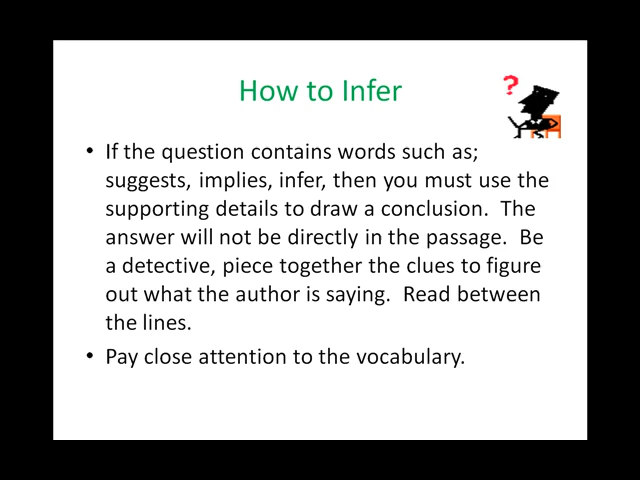 How to Infer
?
• If the question contains words such as;
suggests, implies, infer, then you must use the
supporting details to draw a conclusion.  The
answer will not be directly in the passage.  Be
a detective, piece together the clues to figure
out what the author is saying.  Read between
the lines.
• Pay close attention to the vocabulary.